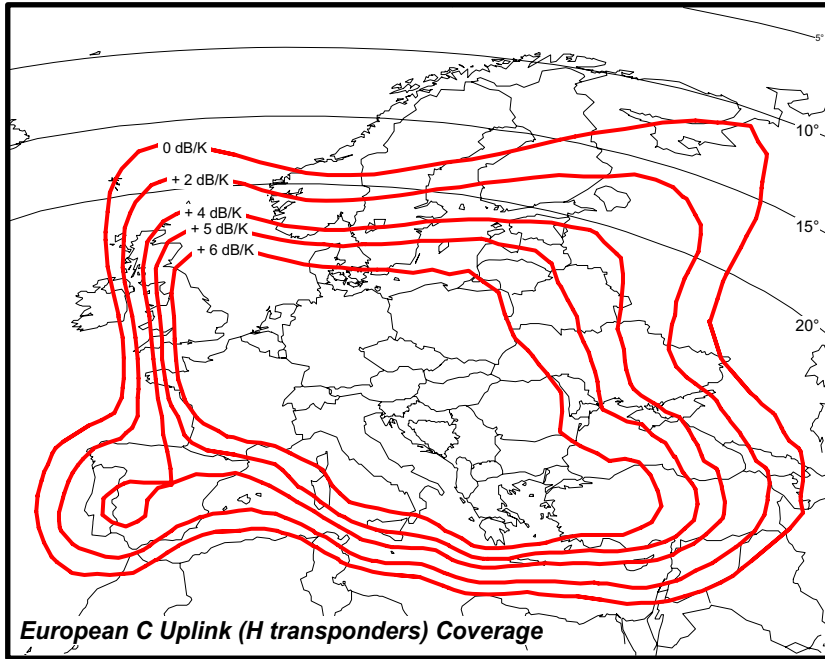 5°
10°
0 dB/K
+ 2 dB/K
+ 4 dB/K
15°
+ 5 dB/K
+ 6 dB/K
20°
European C Uplink (H transponders) Coverage